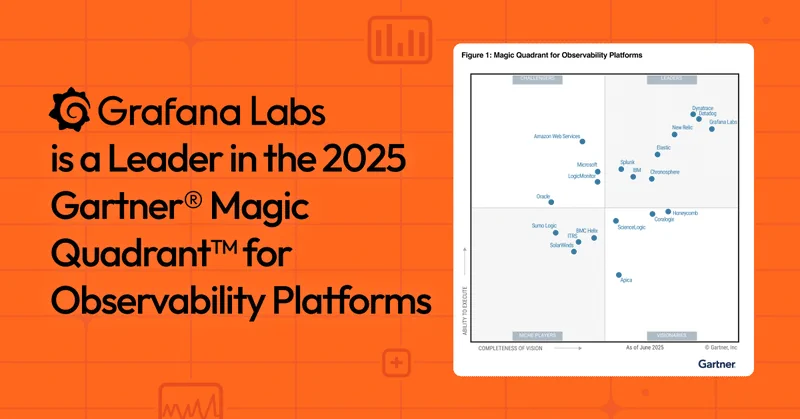 Grafana Labs
is a Leader in the 2025
Gartner® Magic
Quadrant™ for
Observability Platforms
Figure 1: Magic Quadrant for Observability Platforms
CHALLENGERS
LEADERS
Dynatrace
Datadog
Grafana Labs
New Relic
Amazon Web Services
Elastic
Microsoft
Splunk
IBM
Chronosphere
LogicMonitor
Oracle
Honeycomb
Coralogix
ScienceLogic
Sumo Logic
BMC Helix
ITRS
SolarWinds
Apica
ABILITY TO EXECUTE
NICHE PLAYERS
VISIONARIES
COMPLETENESS OF VISION
As of June 2025
© Gartner, Inc
Gartner